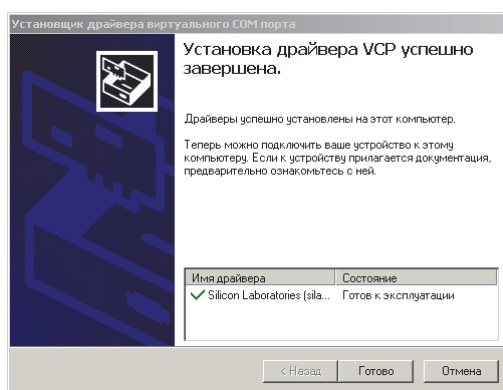 Установщик драйвера виртуального COM порта
Установка драйвера VCP успешно
завершена.
Драйверы успешно установлены на этот компьютер.
Теперь можно подключить ваше устройство к этому
компьютеру. Если к устройству прилагается документация,
предварительно ознакомьтесь с ней.
Имя драйвера Состояние
Silicon Laboratories (sila... Готов к эксплуатации
< Назад Готово Отмена